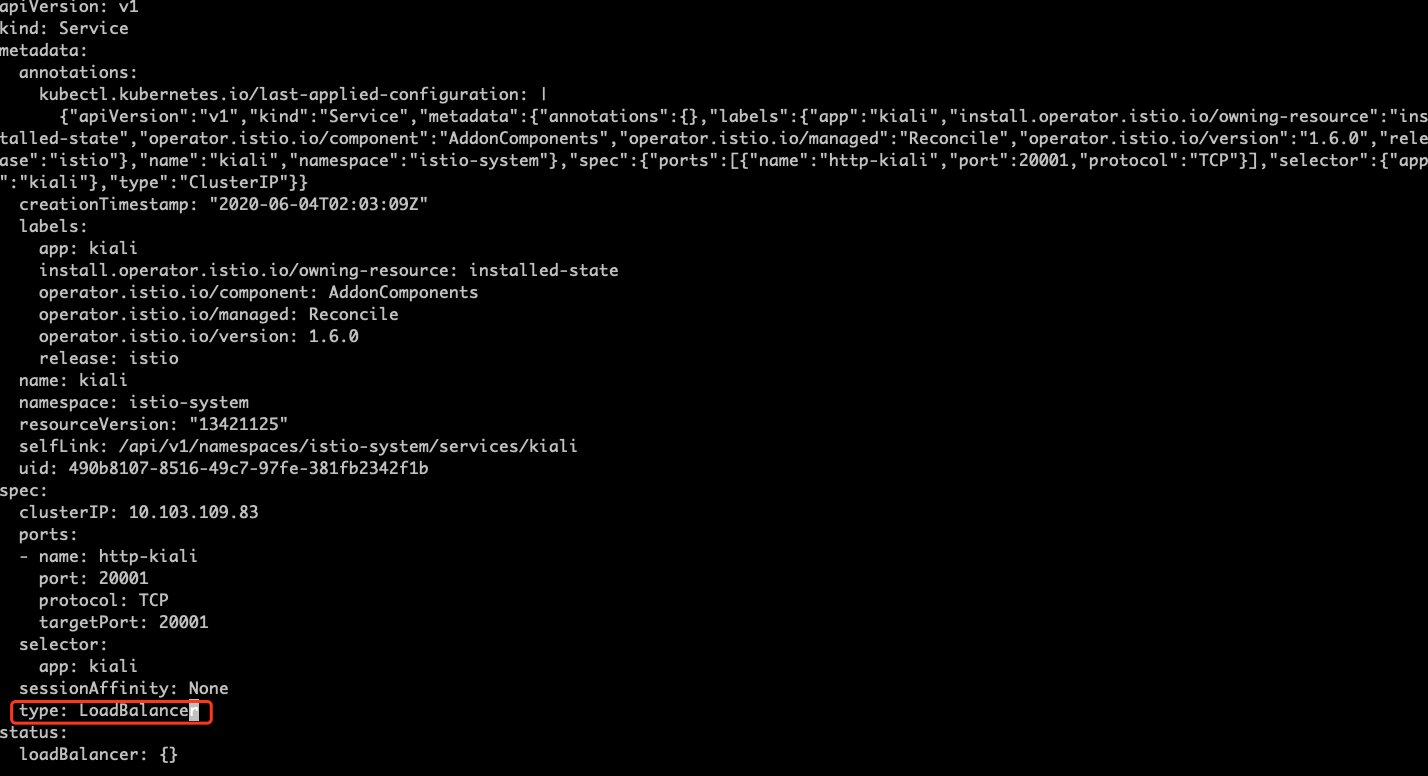 apiVersion: v1
kind: Service
metadata:
  annotations:
    kubectl.kubernetes.io/last-applied-configuration: |
      {"apiVersion":"v1","kind":"Service","metadata":{"annotations":{},"labels":{"app":"kiali","install.operator.istio.io/owning-resource":"ins
talled-state","operator.istio.io/component":"AddonComponents","operator.istio.io/managed":"Reconcile","operator.istio.io/version":"1.6.0","rele
ase":"istio"},"name":"kiali","namespace":"istio-system"},"spec":{"ports":[{"name":"http-kiali","port":20001,"protocol":"TCP"}],"selector":{"app
":"kiali"},"type":"ClusterIP"}}
  creationTimestamp: "2020-06-04T02:03:09Z"
  labels:
    app: kiali
    install.operator.istio.io/owning-resource: installed-state
    operator.istio.io/component: AddonComponents
    operator.istio.io/managed: Reconcile
    operator.istio.io/version: 1.6.0
    release: istio
  name: kiali
  namespace: istio-system
  resourceVersion: "13421125"
  selfLink: /api/v1/namespaces/istio-system/services/kiali
  uid: 490b8107-8516-49c7-97fe-381fb2342f1b
spec:
  clusterIP: 10.103.109.83
  ports:
  - name: http-kiali
    port: 20001
    protocol: TCP
    targetPort: 20001
  selector:
    app: kiali
  sessionAffinity: None
  type: LoadBalancer
status:
  loadBalancer: {}